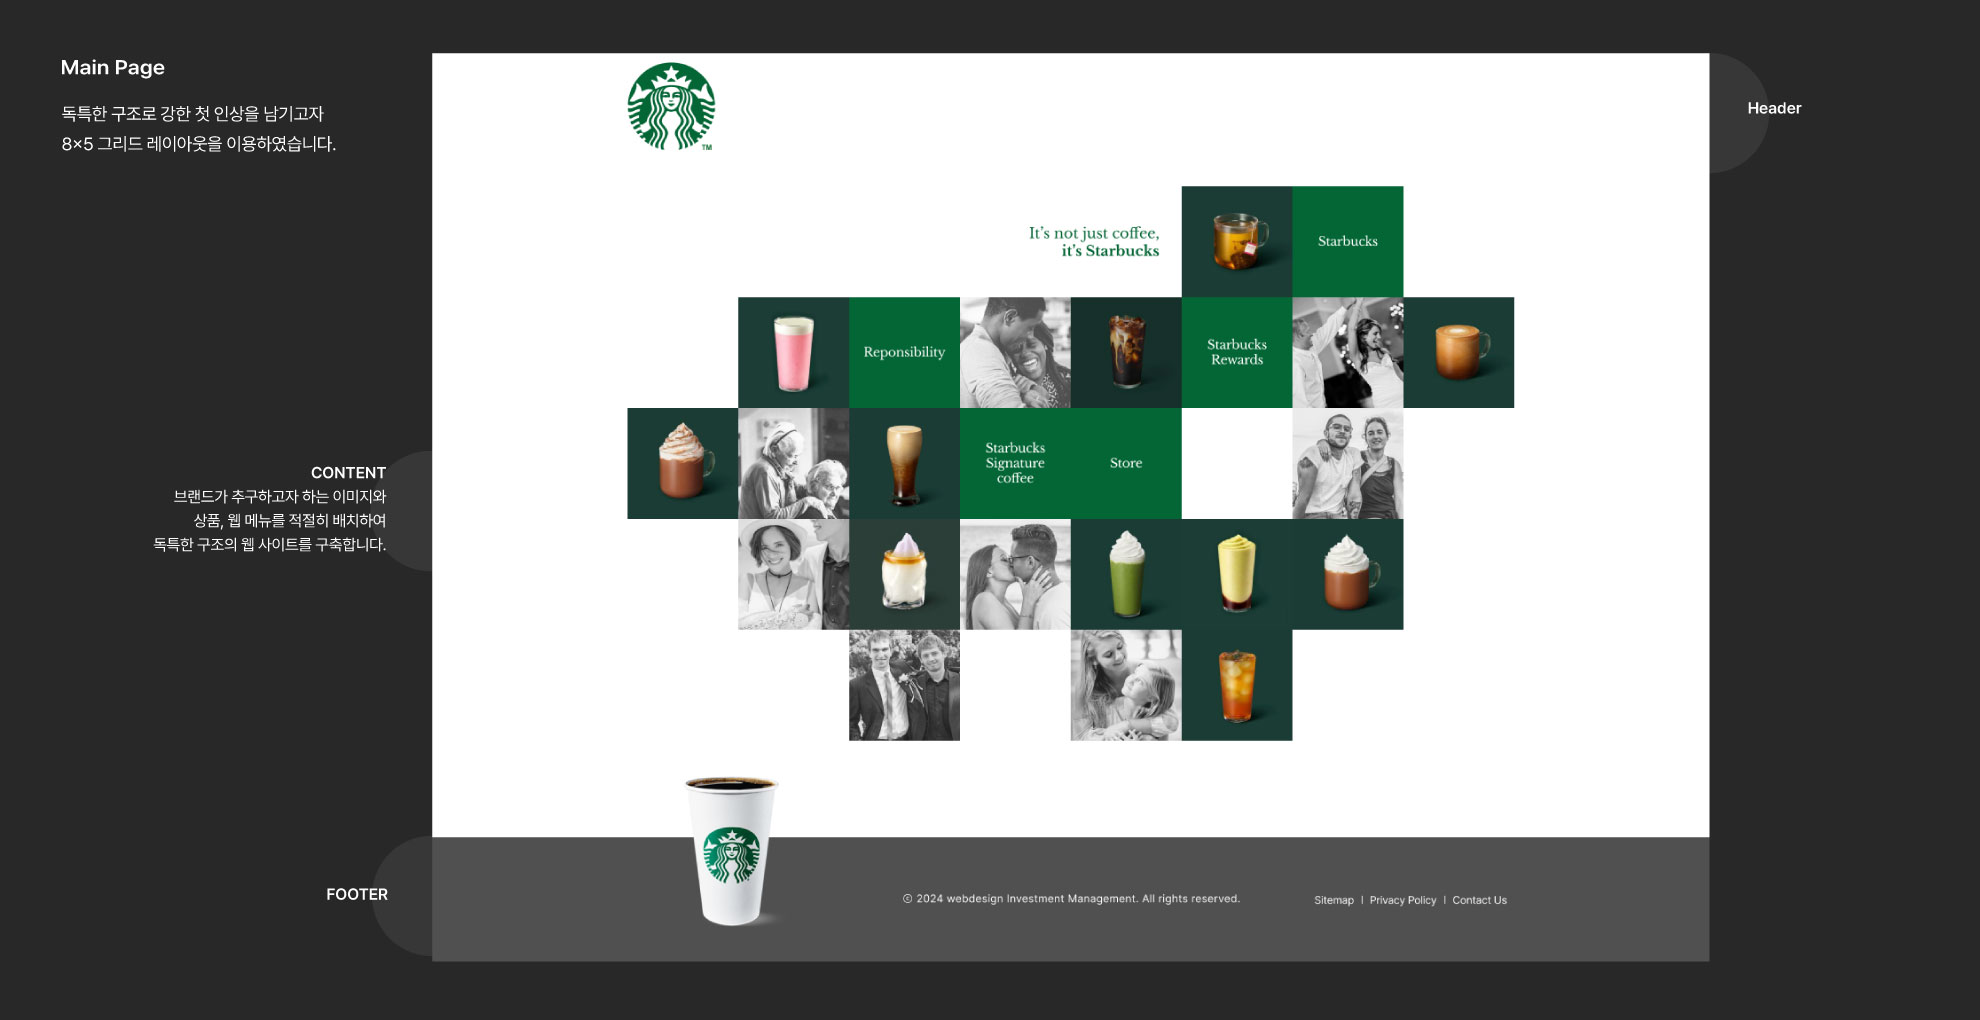 Main Page
독특한 구조로 강한 첫 인상을 남기고자
8×5 그리드 레이아웃을 이용하였습니다.
TM
Header
It’s not just coffee,
it’s Starbucks
Starbucks
Reponsibility
Starbucks
Rewards
Starbucks
Signature
coffee
Store
CONTENT
브랜드가 추구하고자 하는 이미지와
상품, 웹 메뉴를 적절히 배치하여
독특한 구조의 웹 사이트를 구축합니다.
FOOTER
ⓒ 2024 webdesign Investment Management. All rights reserved.
Sitemap | Privacy Policy | Contact Us